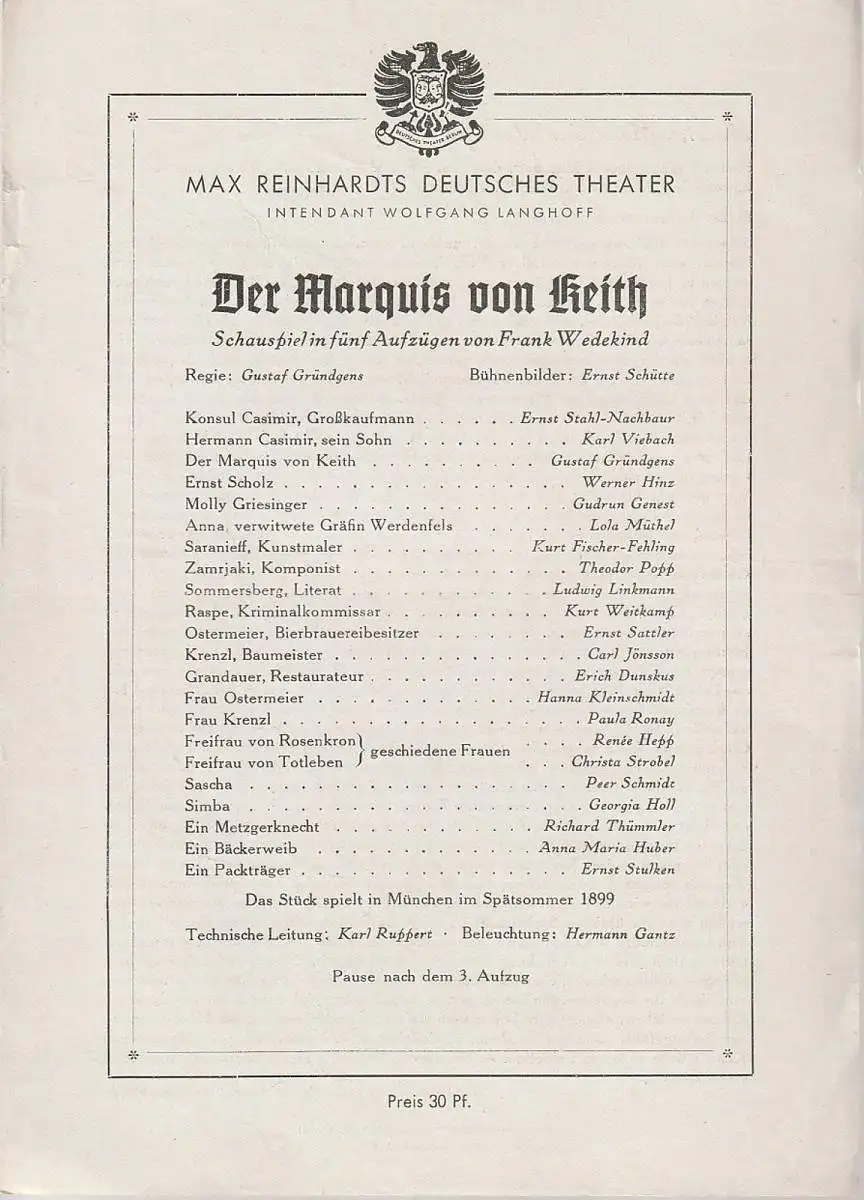 DEUTSCHES THEATER BERLIN
MAX REINHARDTS DEUTSCHES THEATER
INTENDANT WOLFGANG LANGHOFF
Der Marquis von Keith
Schauspiel in fünf Aufzügen von Frank Wedekind
Regie: Gustaf Gründgens Bühnenbilder: Ernst Schütte
Konsul Casimir, Großkaufmann . . . . . . Ernst Stahl-Nachbaur
Hermann Casimir, sein Sohn . . . . . . . . . . Karl Viebach
Der Marquis von Keith . . . . . . . . . . Gustaf Gründgens
Ernst Scholz . . . . . . . . . . . . . . . . . Werner Hinz
Molly Griesinger . . . . . . . . . . . . . . . Gudrun Genest
Anna, verwitwete Gräfin Werdenfels . . . . . . . Lola Müthel
Saranieff, Kunstmaler . . . . . . . . . . Kurt Fischer-Fehling
Zamrjaki, Komponist . . . . . . . . . . . . . Theodor Popp
Sommersberg, Literat . . . . . . . . . . . . Ludwig Linkmann
Raspe, Kriminalkommissar . . . . . . . . . . Kurt Weitkamp
Ostermeier, Bierbrauereibesitzer . . . . . . . . Ernst Sattler
Krenzl, Baumeister . . . . . . . . . . . . . . . Carl Jönsson
Grandauer, Restaurateur . . . . . . . . . . . . Erich Dunskus
Frau Ostermeier . . . . . . . . . . . . . Hanna Kleinschmidt
Frau Krenzl . . . . . . . . . . . . . . . . . . Paula Ronay
Freifrau von Rosenkron } geschiedene Frauen . . . . Renée Hepp
Freifrau von Totleben } . . . Christa Strobel
Sascha . . . . . . . . . . . . . . . . . . . Peer Schmidt
Simba . . . . . . . . . . . . . . . . . . . . Georgia Holl
Ein Metzgerknecht . . . . . . . . . . . . Richard Thümmler
Ein Bäckerweib . . . . . . . . . . . . . Anna Maria Huber
Ein Packträger . . . . . . . . . . . . . . . . Ernst Stulken
Das Stück spielt in München im Spätsommer 1899
Technische Leitung: Karl Ruppert · Beleuchtung: Hermann Gantz
Pause nach dem 3. Aufzug
Preis 30 Pf.